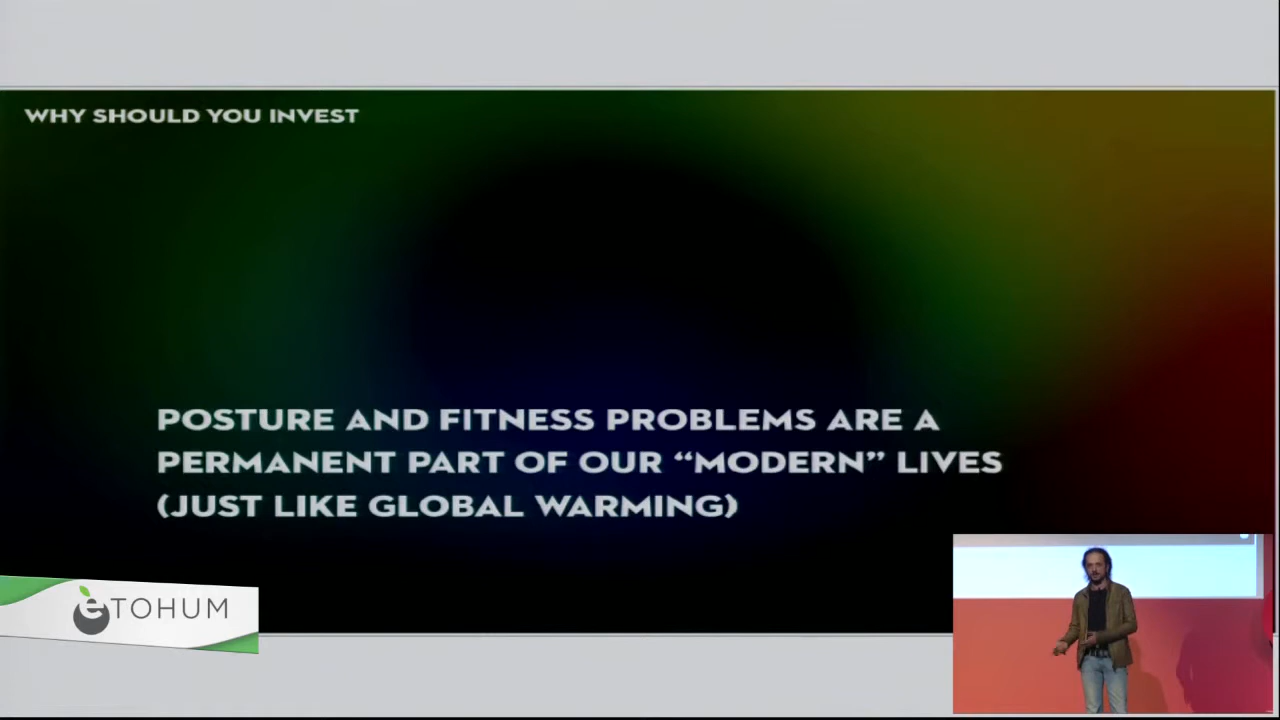 WHY SHOULD YOU INVEST
POSTURE AND FITNESS PROBLEMS ARE A
PERMANENT PART OF OUR “MODERN” LIVES
(JUST LIKE GLOBAL WARMING)
eTOHUM